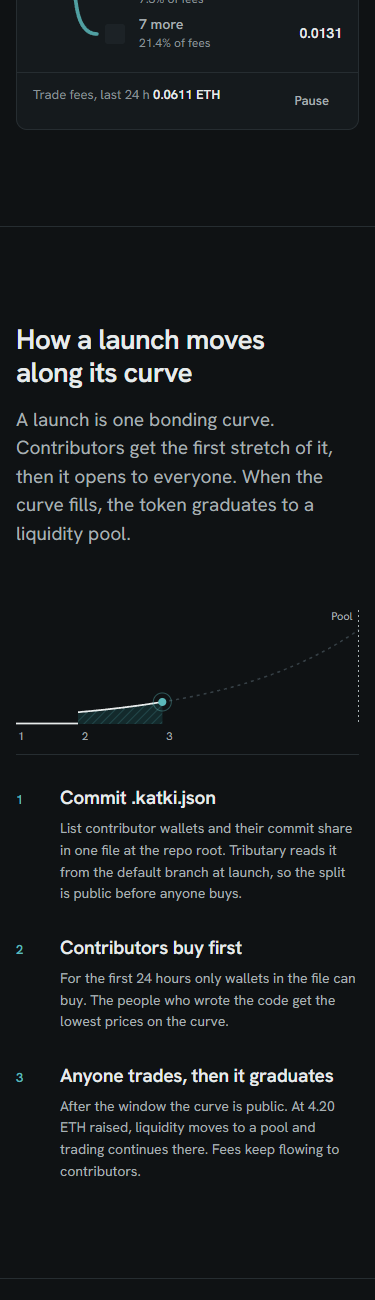 7.3% of fees
7 more
21.4% of fees
0.0131
Trade fees, last 24 h 0.0611 ETH
Pause
How a launch moves
along its curve
A launch is one bonding curve.
Contributors get the first stretch of it,
then it opens to everyone. When the
curve fills, the token graduates to a
liquidity pool.
Pool
1
2
3
1
Commit .katki.json
List contributor wallets and their commit share
in one file at the repo root. Tributary reads it
from the default branch at launch, so the split
is public before anyone buys.
2
Contributors buy first
For the first 24 hours only wallets in the file can
buy. The people who wrote the code get the
lowest prices on the curve.
3
Anyone trades, then it graduates
After the window the curve is public. At 4.20
ETH raised, liquidity moves to a pool and
trading continues there. Fees keep flowing to
contributors.